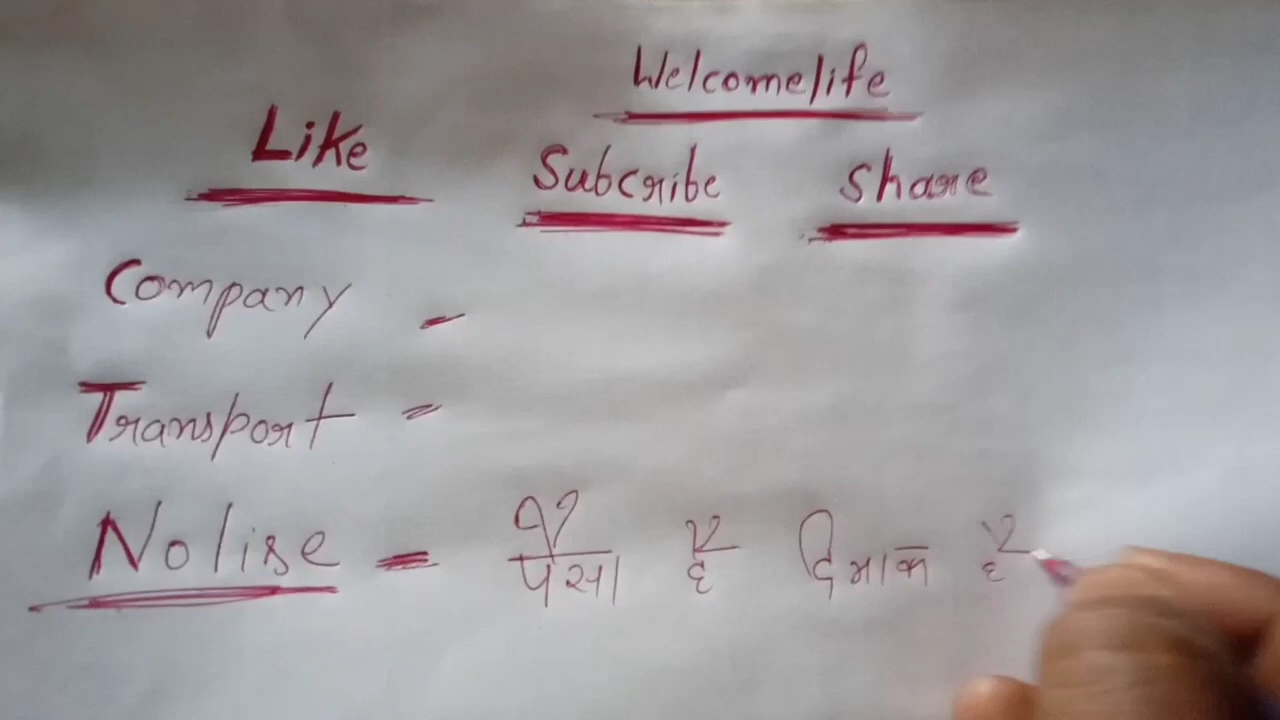 Welcomelife
Like Subcribe Share
Company -
Transport =
Nolise = पैसा है दिमाक है